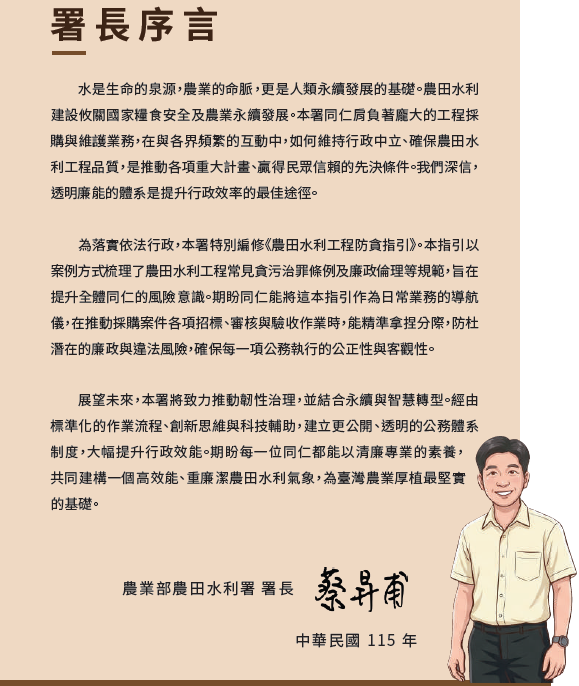 署長序言
水是生命的泉源，農業的命脈，更是人類永續發展的基礎。農田水利
建設攸關國家糧食安全及農業永續發展。本署同仁肩負著龐大的工程採
購與維護業務，在與各界頻繁的互動中，如何維持行政中立、確保農田水
利工程品質，是推動各項重大計畫、贏得民眾信賴的先決條件。我們深信，
透明廉能的體系是提升行政效率的最佳途徑。
為落實依法行政，本署特別編修《農田水利工程防貪指引》。本指引以
案例方式梳理了農田水利工程常見貪污治罪條例及廉政倫理等規範，旨在
提升全體同仁的風險意識。期盼同仁能將這本指引作為日常業務的導航
儀，在推動採購案件各項招標、審核與驗收作業時，能精準拿捏分際，防杜
潛在的廉政與違法風險，確保每一項公務執行的公正性與客觀性。
展望未來，本署將致力推動韌性治理，並結合永續與智慧轉型。經由
標準化的作業流程、創新思維與科技輔助，建立更公開、透明的公務體系
制度，大幅提升行政效能。期盼每一位同仁都能以清廉專業的素養，
共同建構一個高效能、重廉潔農田水利氣象，為臺灣農業厚植最堅實
的基礎。
農業部農田水利署 署長 蔡昇甫
中華民國 115 年